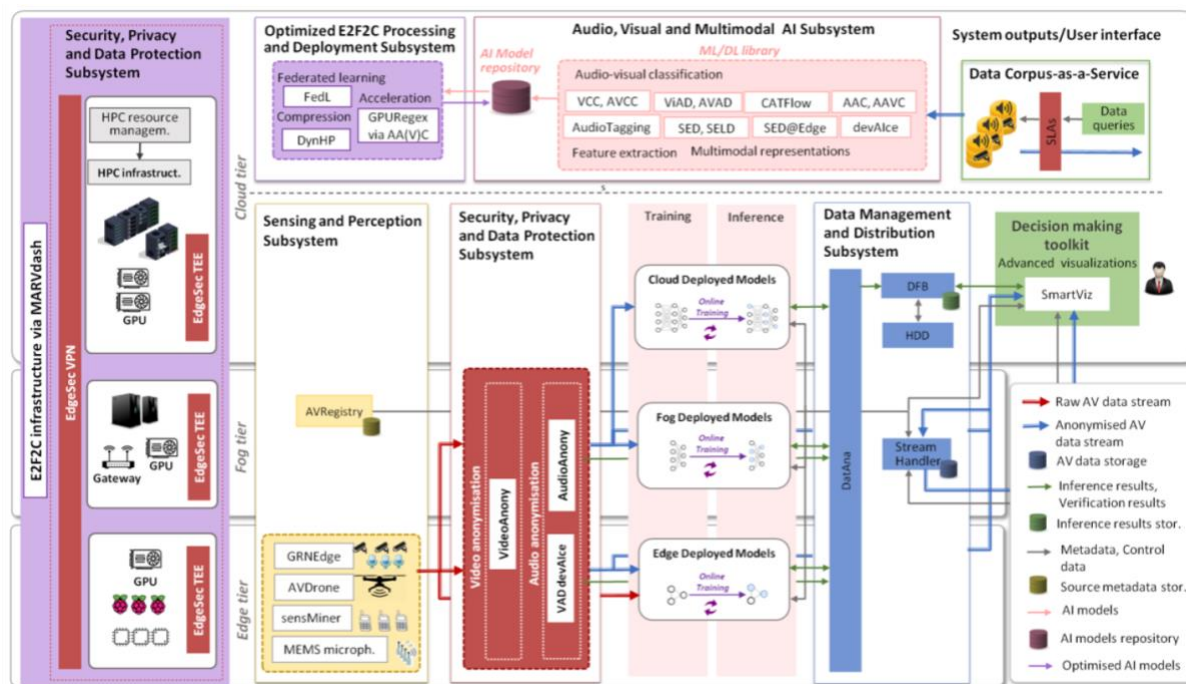 E2F2C infrastructure via MARVdash
Security, Privacy
and Data Protection
Subsystem
EdgeSec VPN
HPC resource
managem.
HPC infrastruct.
GPU
EdgeSec TEE
Gateway
GPU
EdgeSec TEE
GPU
EdgeSec TEE
Cloud tier
Fog tier
Edge tier
Optimized E2F2C Processing
and Deployment Subsystem
Federated learning
FedL
Acceleration
Compression
GPURegex
via AA(V)C
DynHP
AI Model
repository
Audio, Visual and Multimodal AI Subsystem
ML/DL library
Audio-visual classification
VCC, AVCC
ViAD, AVAD
CATFlow
AAC, AAVC
AudioTagging
SED, SELD
SED@Edge
devAIce
Feature extraction
Multimodal representations
s
System outputs/User interface
Data Corpus-as-a-Service
SLAs
Data
queries
Sensing and Perception
Subsystem
AVRegistry
GRNEdge
AVDrone
sensMiner
MEMS microph.
Security, Privacy
and Data Protection
Subsystem
Video anonymisation
VideoAnony
Audio anonymisation
AudioAnony
VAD devAIce
Training
Inference
Cloud Deployed Models
Online
Training
Fog Deployed Models
Online
Training
Edge Deployed Models
Online
Training
Data Management
and Distribution
Subsystem
DatAna
DFB
HDD
Stream
Handler
Decision making
toolkit
Advanced visualizations
SmartViz
Raw AV data stream
Anonymised AV
data stream
AV data storage
Inference results,
Verification results
Inference results stor.
Metadata, Control
data
Source metadata stor.
AI models
AI models repository
Optimised AI models